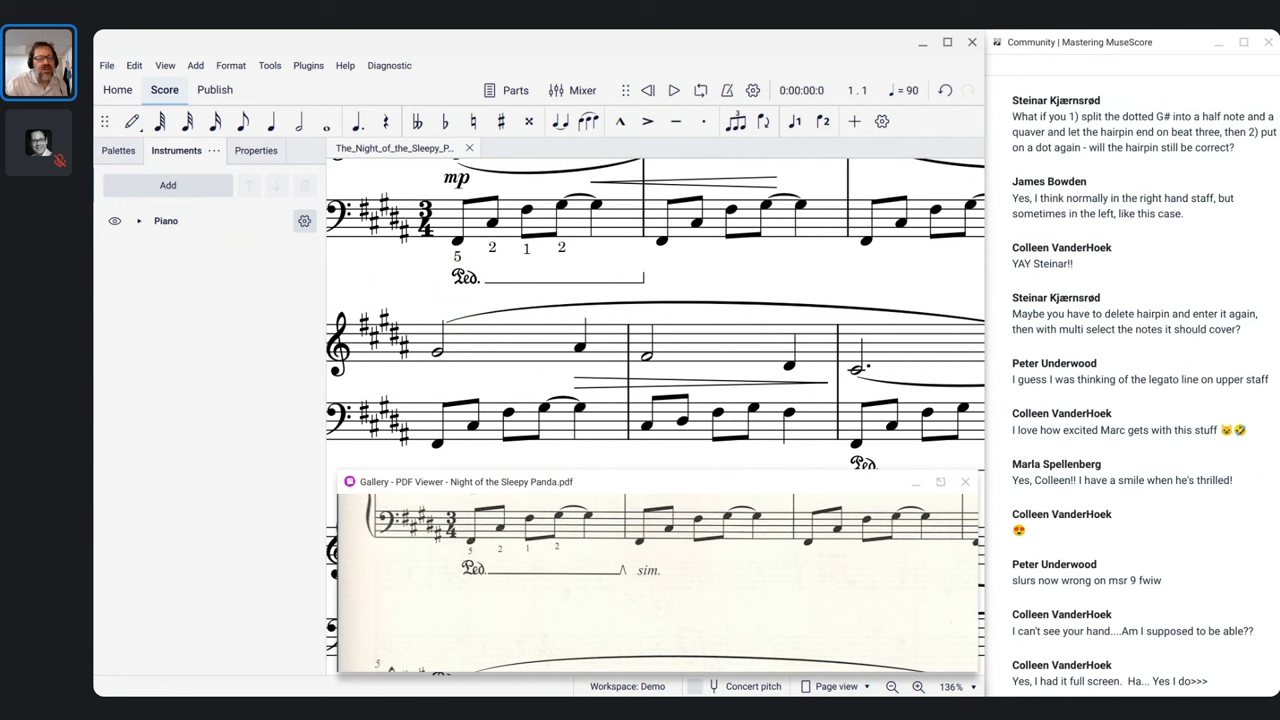 Community | Mastering MuseScore
File Edit View Add Format Tools Plugins Help Diagnostic
Home Score Publish Parts Mixer 0:00:00:0 1 . 1 = 90
Palettes Instruments Properties
The_Night_of_the_Sleepy_P...
Add
Piano
mp
3
4
5 2 1 2
Ped.
Ped.
Gallery - PDF Viewer - Night of the Sleepy Panda.pdf
3
4
5 2 1 2
Ped. sim.
5
Workspace: Demo Concert pitch Page view 136%
Steinar Kjærnsrød
What if you 1) split the dotted G# into a half note and a
quaver and let the hairpin end on beat three, then 2) put
on a dot again - will the hairpin still be correct?
James Bowden
Yes, I think normally in the right hand staff, but
sometimes in the left, like this case.
Colleen VanderHoek
YAY Steinar!!
Steinar Kjærnsrød
Maybe you have to delete hairpin and enter it again,
then with multi select the notes it should cover?
Peter Underwood
I guess I was thinking of the legato line on upper staff
Colleen VanderHoek
I love how excited Marc gets with this stuff 😺🤣
Marla Spellenberg
Yes, Colleen!! I have a smile when he's thrilled!
Colleen VanderHoek
😍
Peter Underwood
slurs now wrong on msr 9 fwiw
Colleen VanderHoek
I can't see your hand....Am I supposed to be able??
Colleen VanderHoek
Yes, I had it full screen. Ha... Yes I do>>>